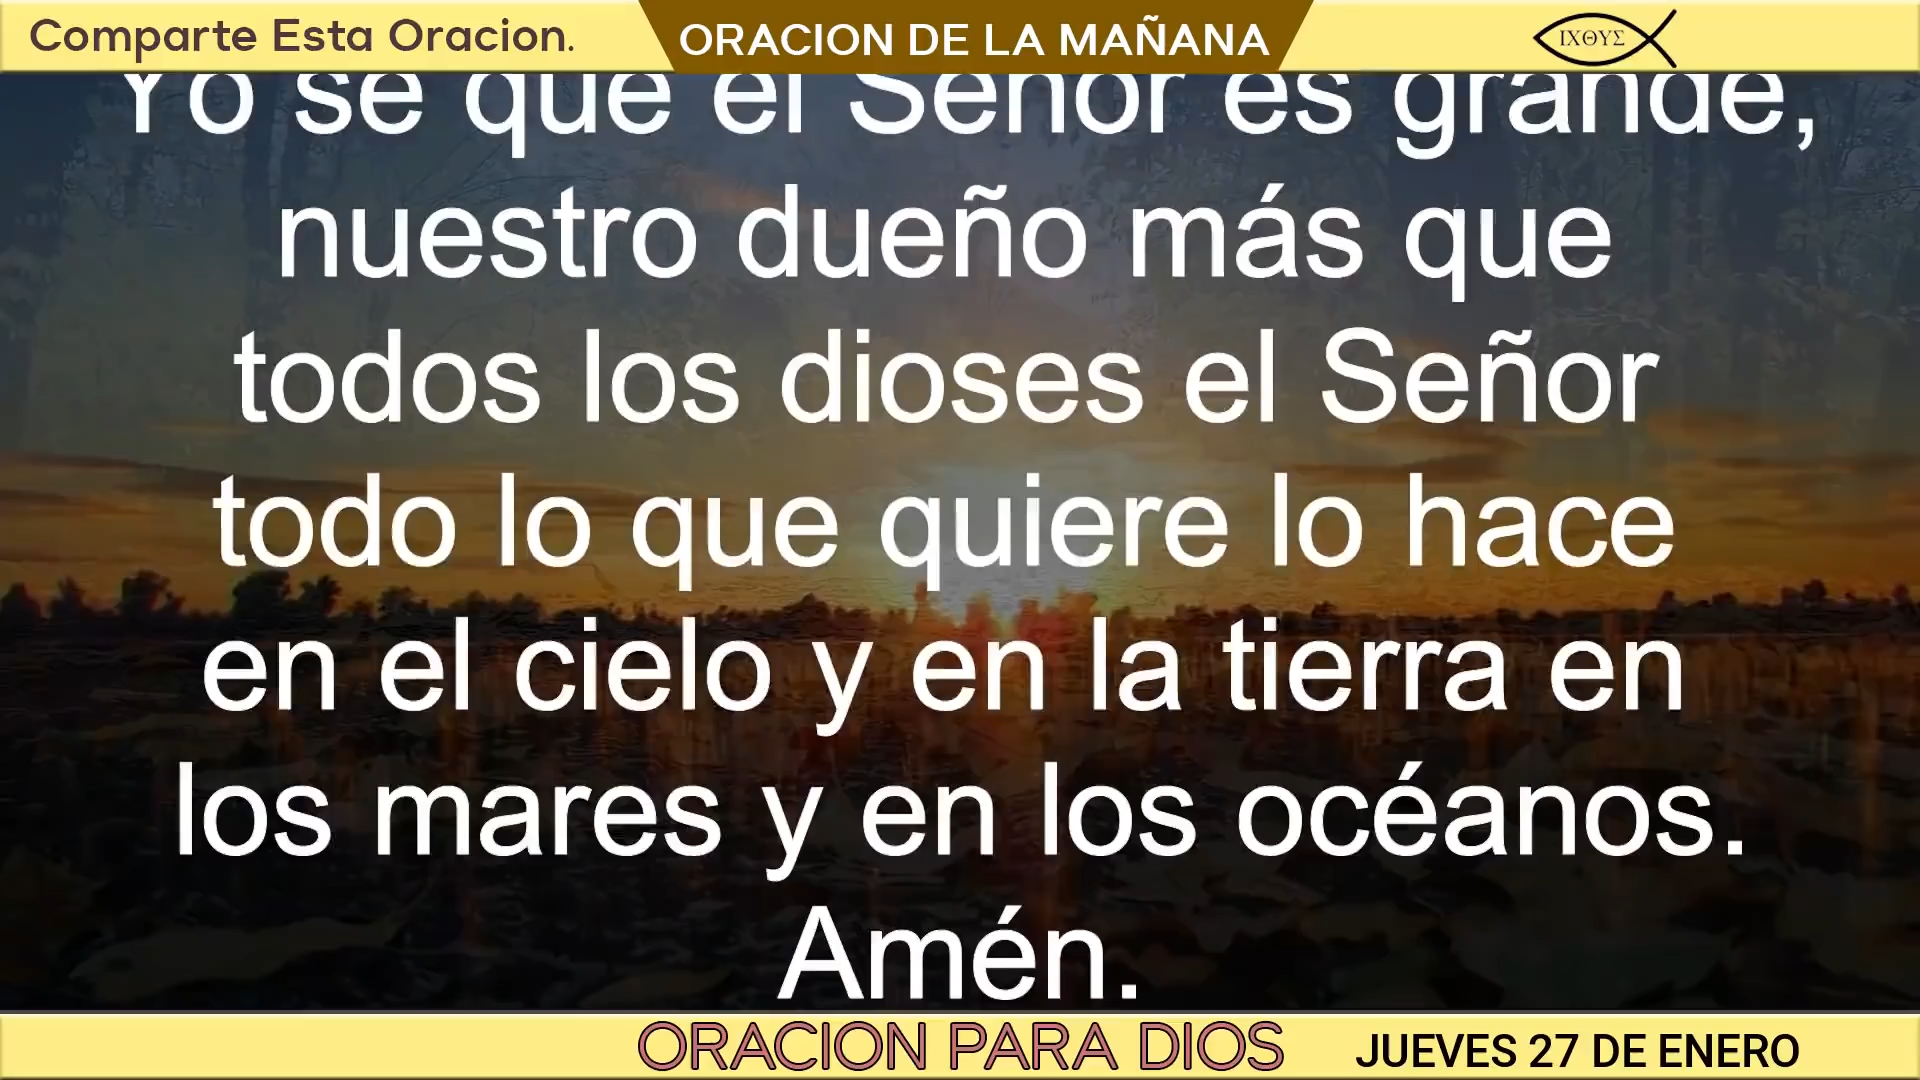 Comparte Esta Oracion.
ORACION DE LA MAÑANA
ΙΧΘΥΣ
Yo sé que el Señor es grande,
nuestro dueño más que
todos los dioses el Señor
todo lo que quiere lo hace
en el cielo y en la tierra en
los mares y en los océanos.
Amén.
ORACION PARA DIOS
JUEVES 27 DE ENERO